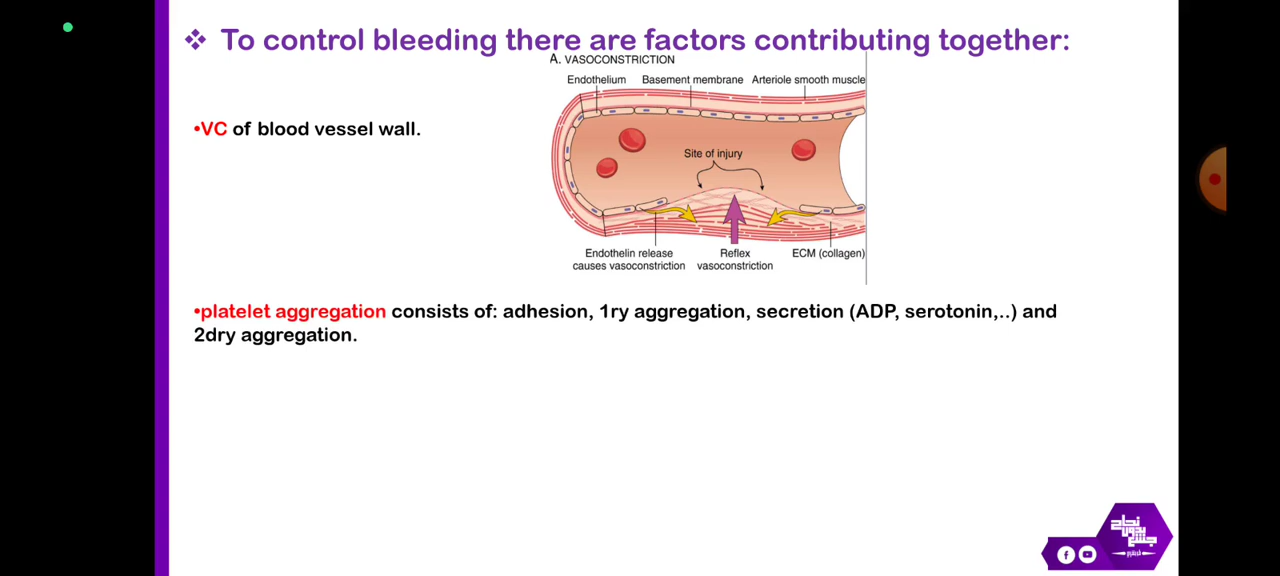 ❖ To control bleeding there are factors contributing together:
A. VASOCONSTRICTION
Endothelium Basement membrane Arteriole smooth muscle
•VC of blood vessel wall.
Site of injury
Endothelin release
causes vasoconstriction
Reflex
vasoconstriction
ECM (collagen)
•platelet aggregation consists of: adhesion, 1ry aggregation, secretion (ADP, serotonin,..) and
2dry aggregation.